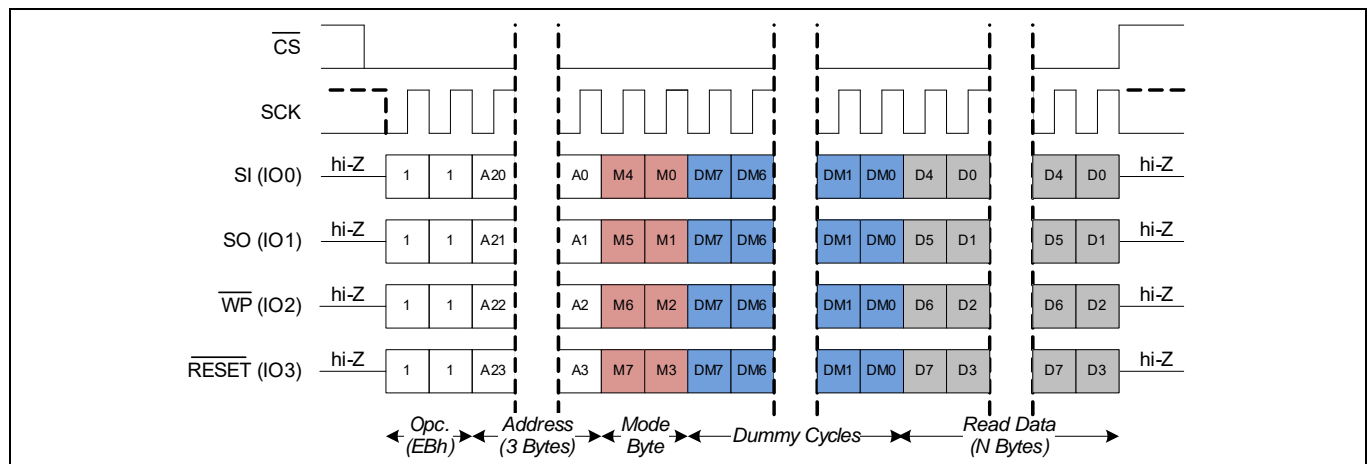 CS
SCK
SI (IO0) hi-Z 1 1 A20 A0 M4 M0 DM7 DM6 DM1 DM0 D4 D0 D4 D0 hi-Z
SO (IO1) hi-Z 1 1 A21 A1 M5 M1 DM7 DM6 DM1 DM0 D5 D1 D5 D1 hi-Z
WP (IO2) hi-Z 1 1 A22 A2 M6 M2 DM7 DM6 DM1 DM0 D6 D2 D6 D2 hi-Z
RESET (IO3) hi-Z 1 1 A23 A3 M7 M3 DM7 DM6 DM1 DM0 D7 D3 D7 D3 hi-Z
Opc. Address Mode Dummy Cycles Read Data
(EBh) (3 Bytes) Byte (N Bytes)